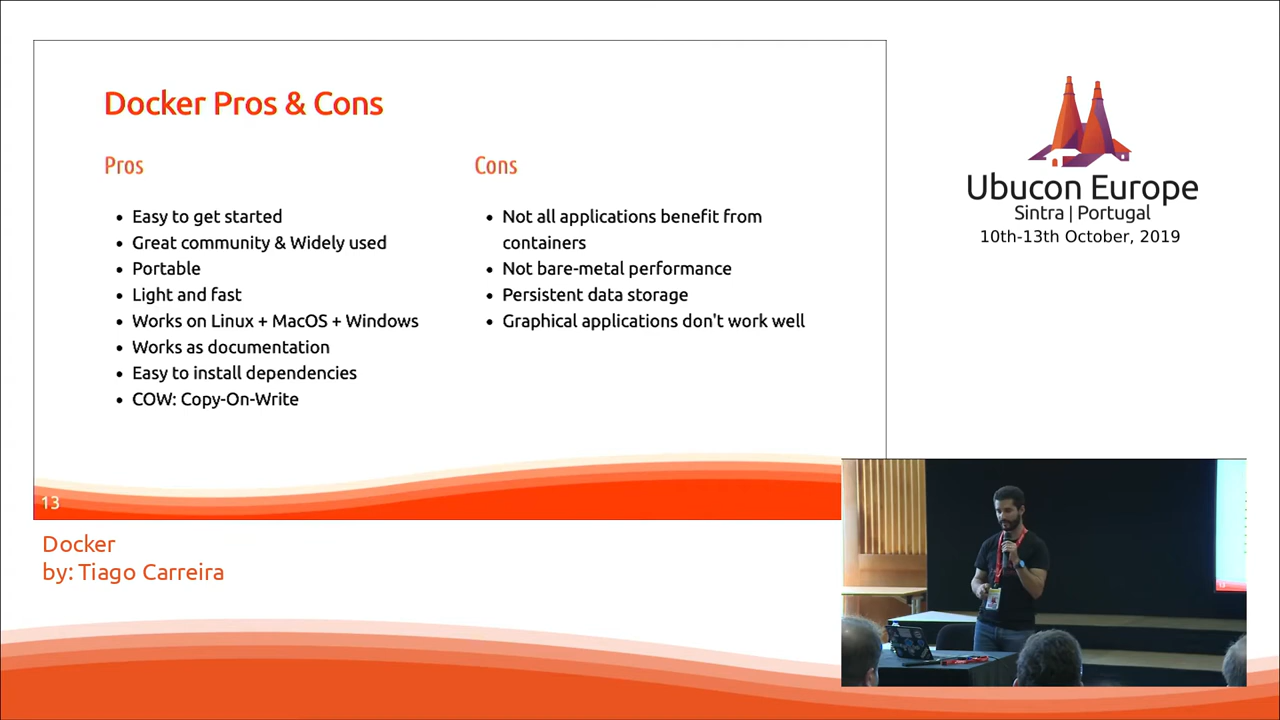 Docker Pros & Cons
Pros
• Easy to get started
• Great community & Widely used
• Portable
• Light and fast
• Works on Linux + MacOS + Windows
• Works as documentation
• Easy to install dependencies
• COW: Copy-On-Write
Cons
• Not all applications benefit from
containers
• Not bare-metal performance
• Persistent data storage
• Graphical applications don't work well
13
Docker
by: Tiago Carreira
Ubucon Europe
Sintra | Portugal
10th-13th October, 2019